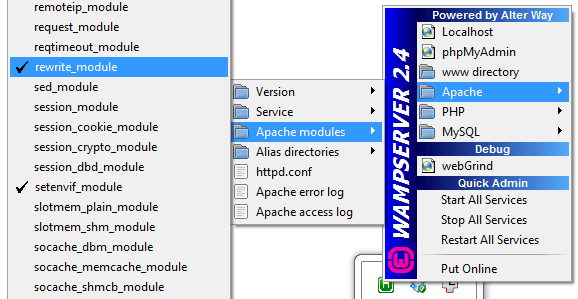 remoteip_module
request_module
reqtimeout_module
rewrite_module
sed_module
session_module
session_cookie_module
session_crypto_module
session_dbd_module
setenvif_module
slotmem_plain_module
slotmem_shm_module
socache_dbm_module
socache_memcache_module
socache_shmcb_module
Version
Service
Apache modules
Alias directories
httpd.conf
Apache error log
Apache access log
WAMPSERVER 2.4
Powered by Alter Way
Localhost
phpMyAdmin
www directory
Apache
PHP
MySQL
Debug
webGrind
Quick Admin
Start All Services
Stop All Services
Restart All Services
Put Online